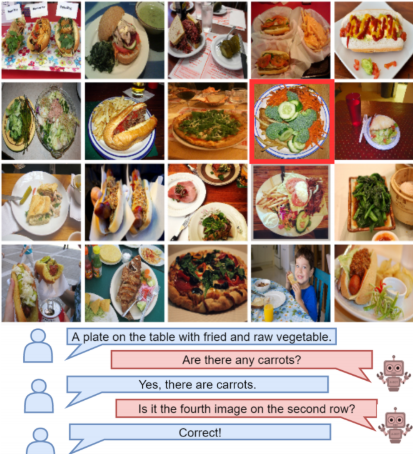 A plate on the table with fried and raw vegetable.
Are there any carrots?
Yes, there are carrots.
Is it the fourth image on the second row?
Correct!